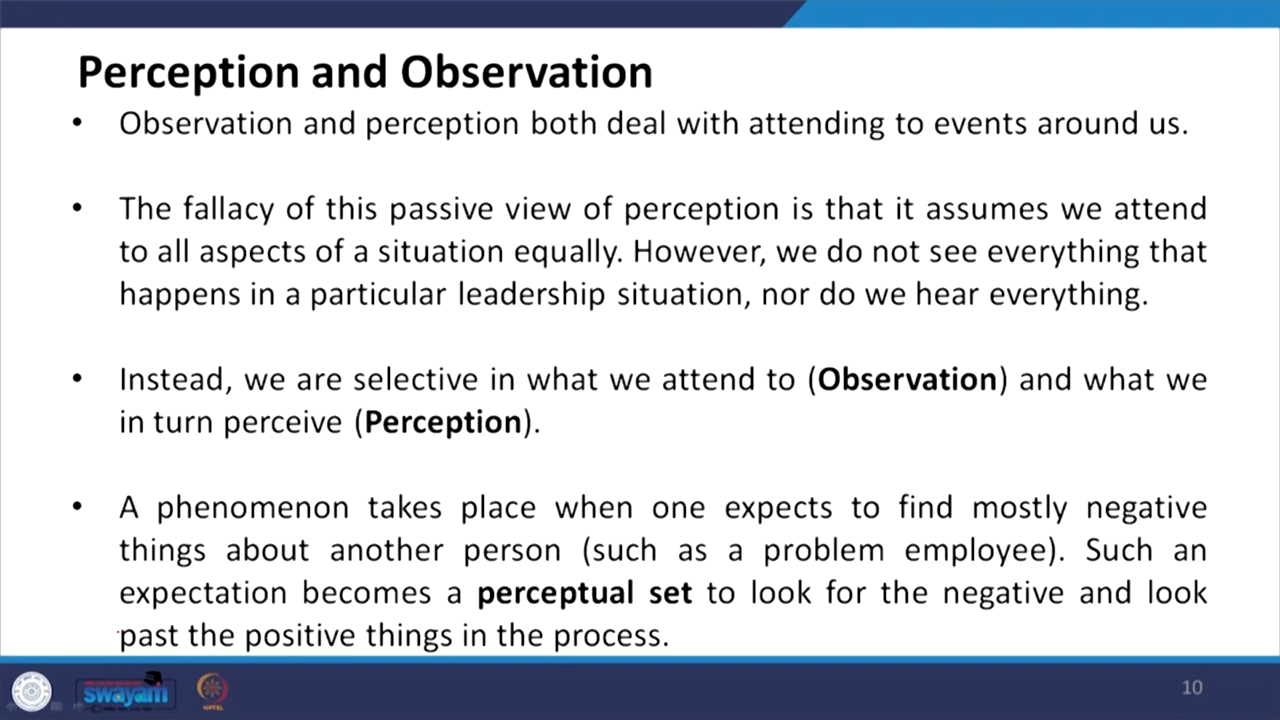 Perception and Observation
• Observation and perception both deal with attending to events around us.
• The fallacy of this passive view of perception is that it assumes we attend
to all aspects of a situation equally. However, we do not see everything that
happens in a particular leadership situation, nor do we hear everything.
• Instead, we are selective in what we attend to (Observation) and what we
in turn perceive (Perception).
• A phenomenon takes place when one expects to find mostly negative
things about another person (such as a problem employee). Such an
expectation becomes a perceptual set to look for the negative and look
past the positive things in the process.
swayam
NPTEL
10